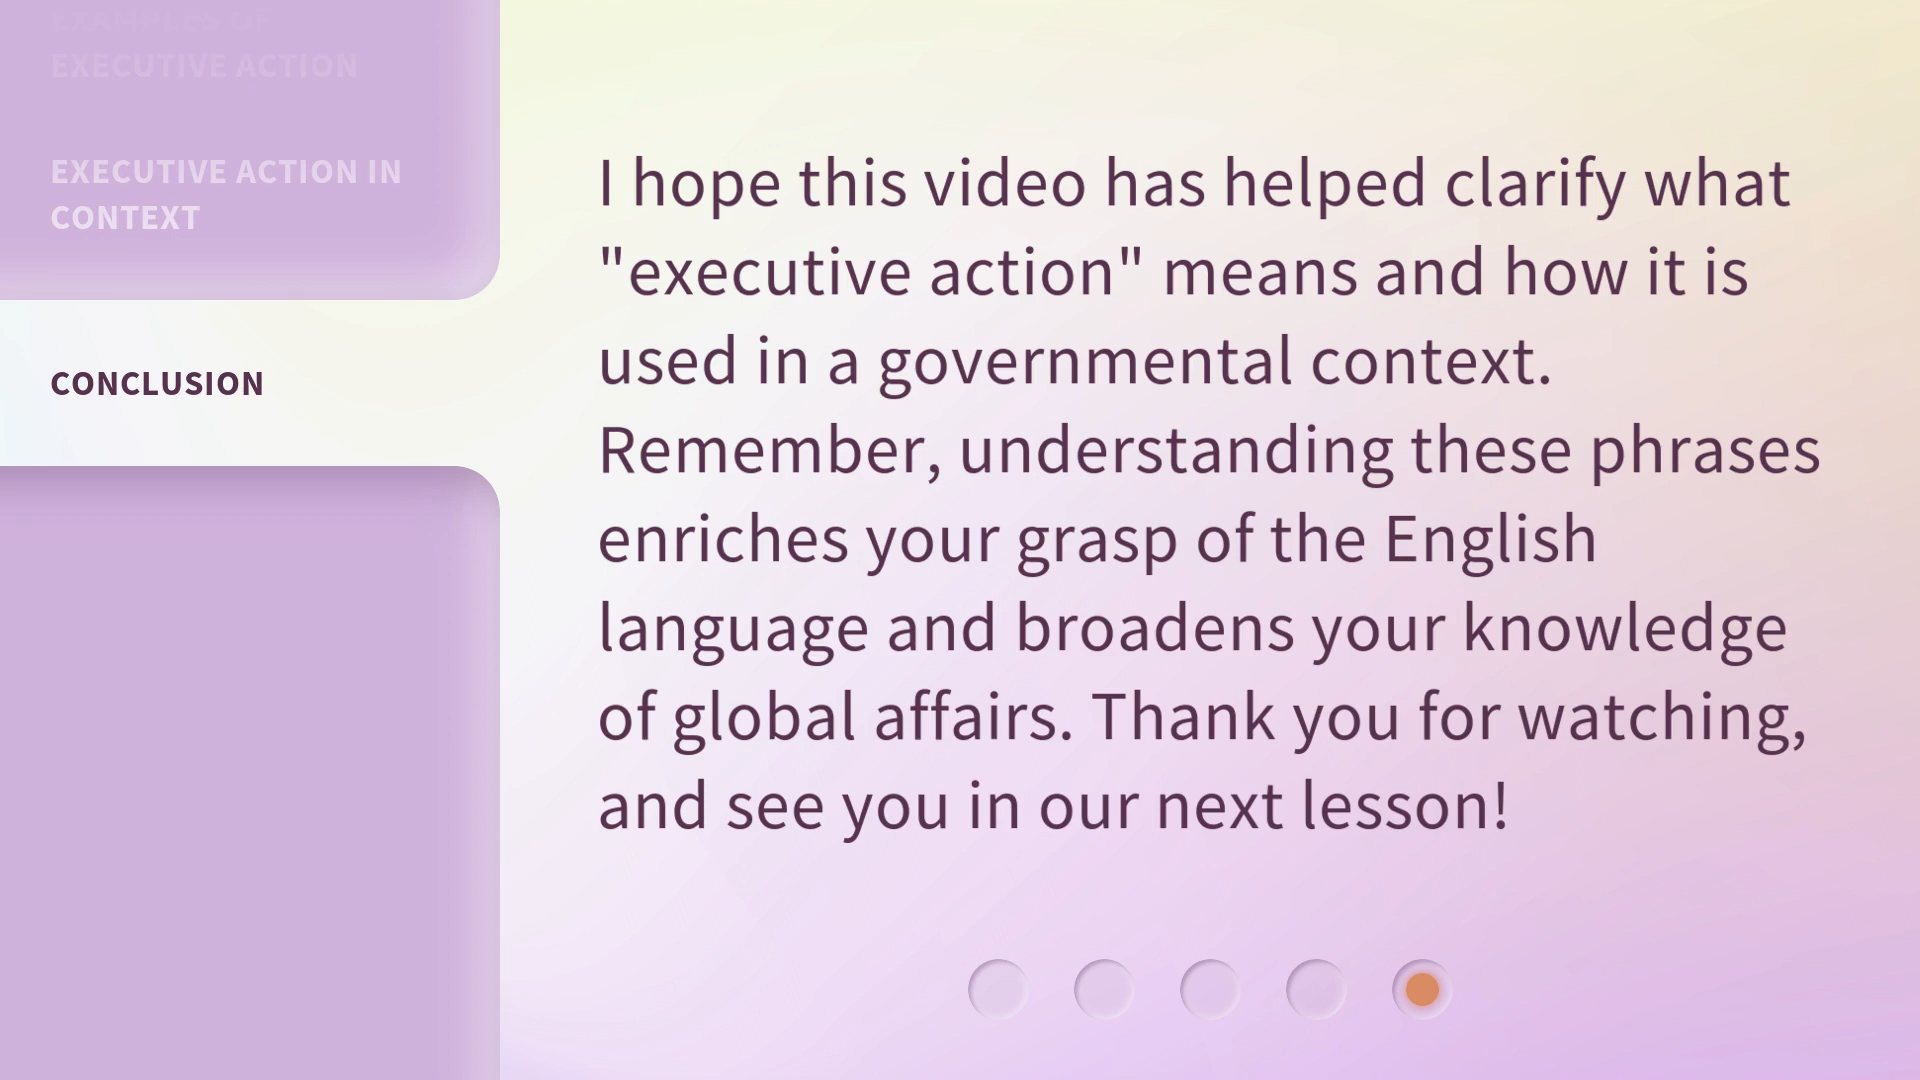 EXAMPLES OF
EXECUTIVE ACTION
EXECUTIVE ACTION IN
CONTEXT
CONCLUSION
I hope this video has helped clarify what
"executive action" means and how it is
used in a governmental context.
Remember, understanding these phrases
enriches your grasp of the English
language and broadens your knowledge
of global affairs. Thank you for watching,
and see you in our next lesson!